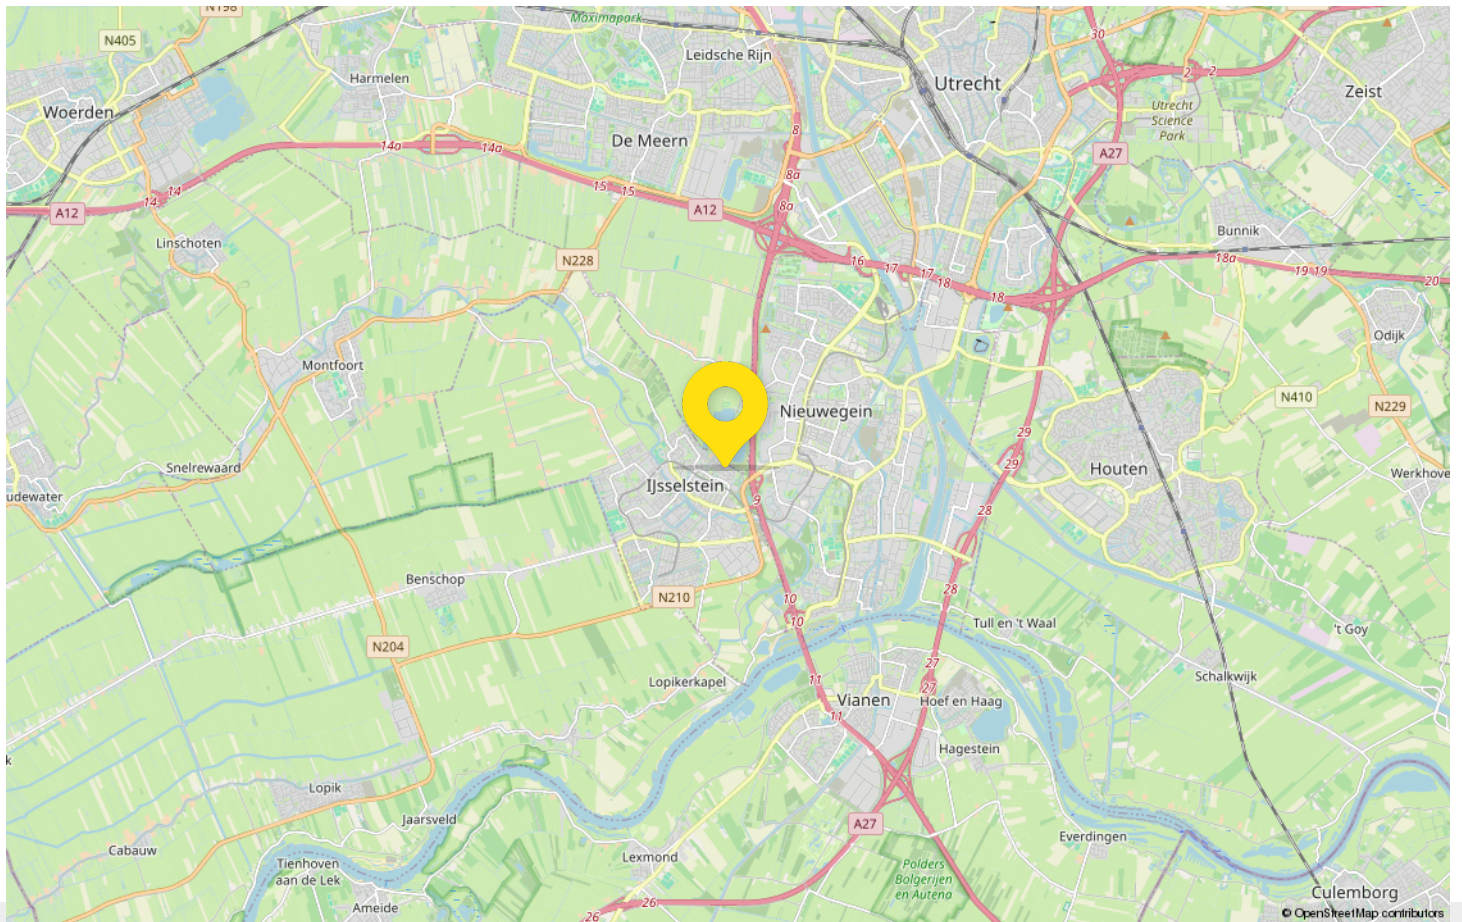 N198
Maximapark
N405
30
Leidsche Rijn
Harmelen
2
2
Utrecht
Zeist
Woerden
Utrecht
Science
Park
8
De Meern
14a
14a
A27
8a
15
15
14
14
A12
A12
8a
Bunnik
Linschoten
N228
16
17
17
18
18a
19
19
20
18
Odijk
Montfoort
N410
N229
Nieuwegein
29
Snelrewaard
29
Houten
Werkhove
udewater
IJsselstein
9
28
Benschop
28
10
N210
10
Tull en 't Waal
't Goy
N204
27
Schalkwijk
Lopikerkapel
11
27
Vianen
Hoef en Haag
11
Hagestein
k
Lopik
Jaarsveld
A27
Everdingen
Cabauw
Lexmond
Tienhoven
aan de Lek
Polders
Bolgerijen
en Autena
Culemborg
26
26
Ameide
© OpenStreetMap contributors